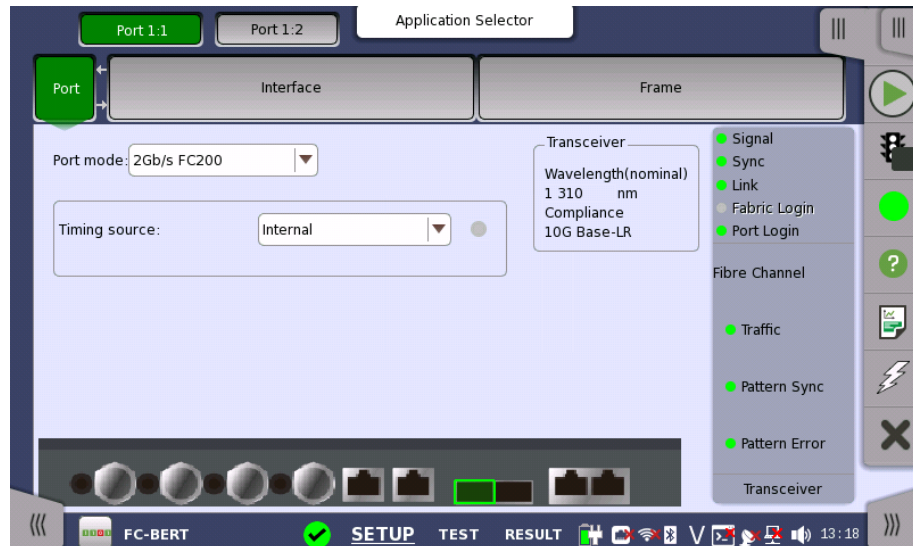 Port 1:1
Port 1:2
Application Selector
Port
Interface
Frame
Port mode:
2Gb/s FC200
Timing source:
Internal
Transceiver
Wavelength(nominal)
1 310 nm
Compliance
10G Base-LR
Signal
Sync
Link
Fabric Login
Port Login
Fibre Channel
Traffic
Pattern Sync
Pattern Error
Transceiver
FC-BERT
SETUP
TEST
RESULT
13:18